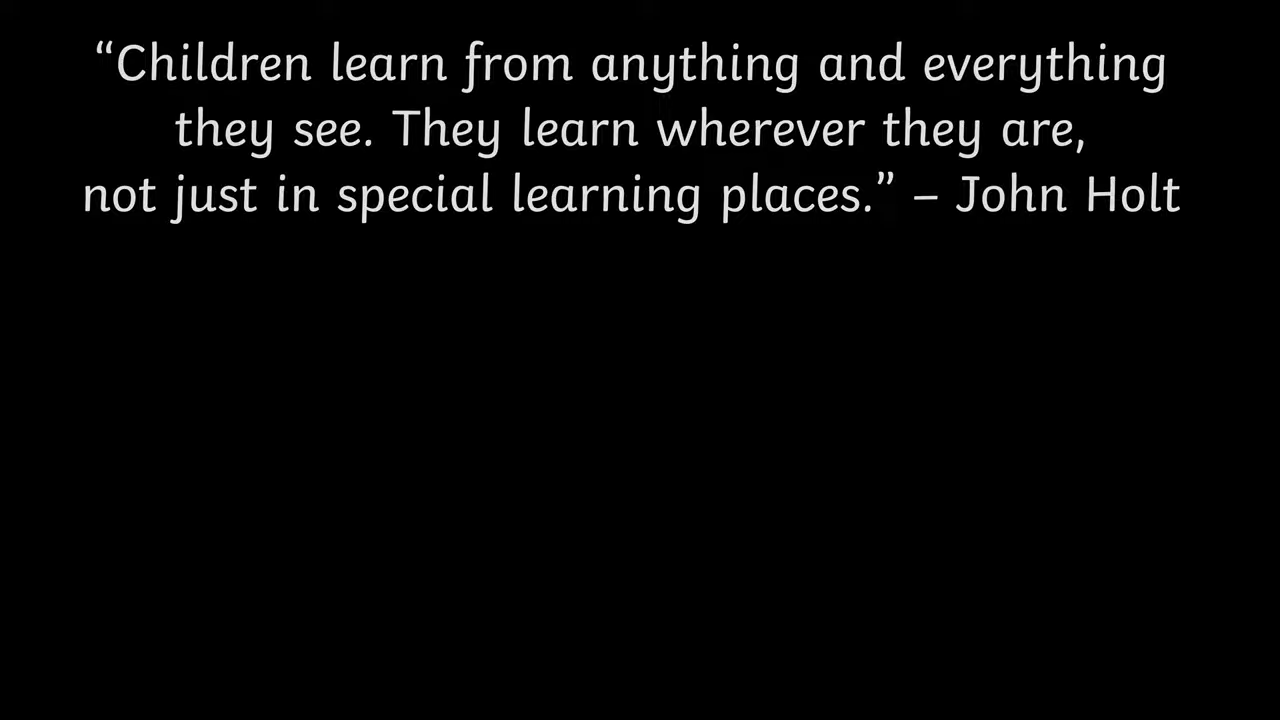 “Children learn from anything and everything
they see. They learn wherever they are,
not just in special learning places.” – John Holt